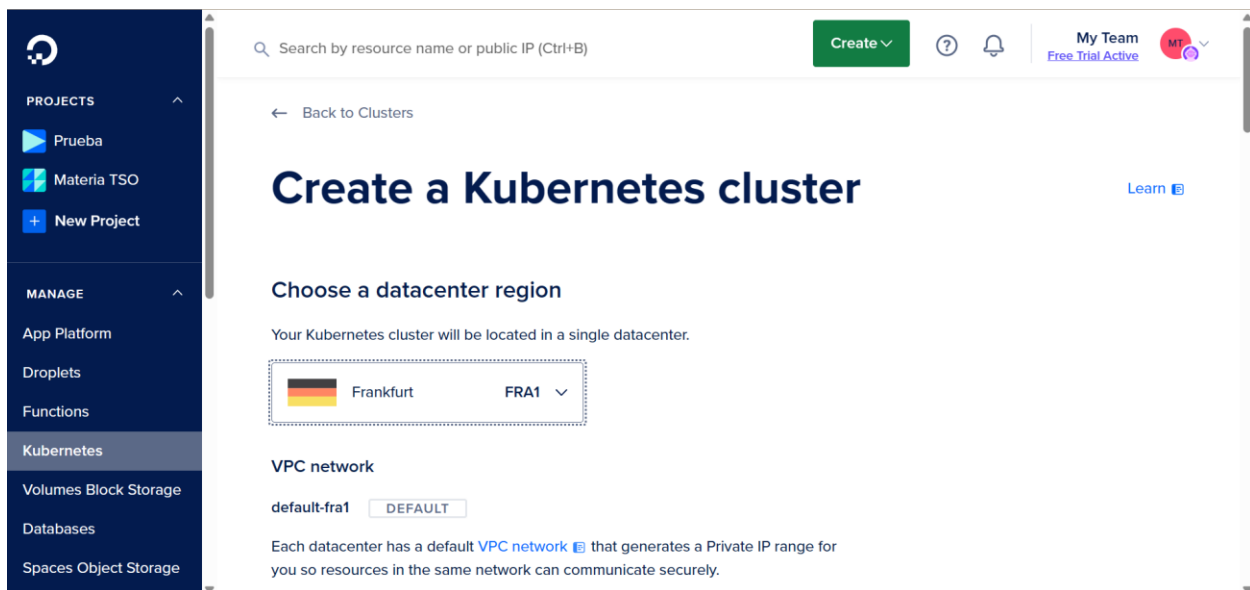 PROJECTS
Prueba
Materia TSO
+ New Project
MANAGE
App Platform
Droplets
Functions
Kubernetes
Volumes Block Storage
Databases
Spaces Object Storage
Search by resource name or public IP (Ctrl+B)
Create
?
My Team
Free Trial Active
MT
← Back to Clusters
Create a Kubernetes cluster
Learn
Choose a datacenter region
Your Kubernetes cluster will be located in a single datacenter.
Frankfurt FRA1
VPC network
default-fra1 DEFAULT
Each datacenter has a default VPC network that generates a Private IP range for
you so resources in the same network can communicate securely.